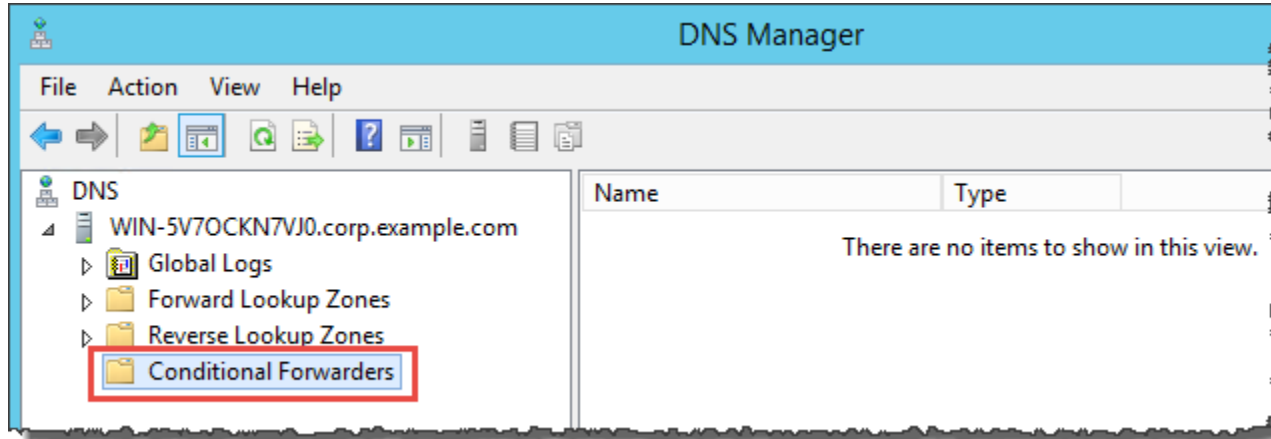 DNS Manager
File Action View Help
DNS
Name Type
WIN-5V7OCKN7VJ0.corp.example.com
There are no items to show in this view.
Global Logs
Forward Lookup Zones
Reverse Lookup Zones
Conditional Forwarders